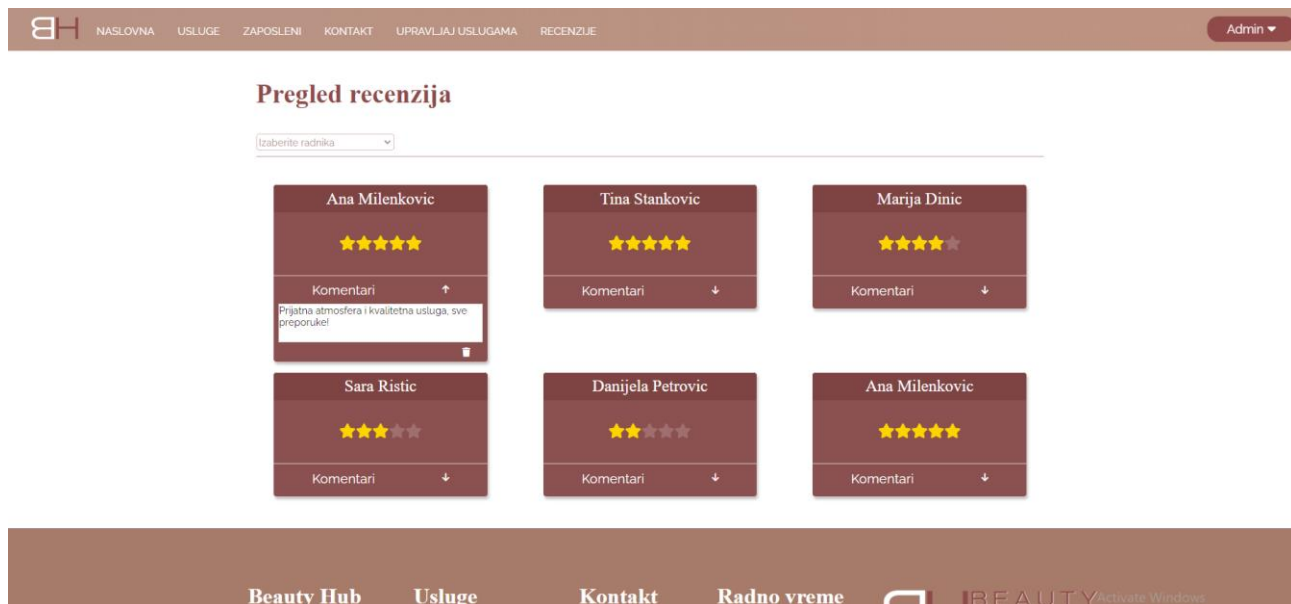 BH NASLOVNA USLUGE ZAPOSLENI KONTAKT UPRAVLJAJ USLUGAMA RECENZIJE Admin
Pregled recenzija
Izaberite radnika
Ana Milenkovic
Komentari
Prijatna atmosfera i kvalitetna usluga, sve
preporuke!
Tina Stankovic
Komentari
Marija Dinic
Komentari
Sara Ristic
Komentari
Danijela Petrovic
Komentari
Ana Milenkovic
Komentari
Beauty Hub Usluge Kontakt Radno vreme BEAUTY
Activate Windows